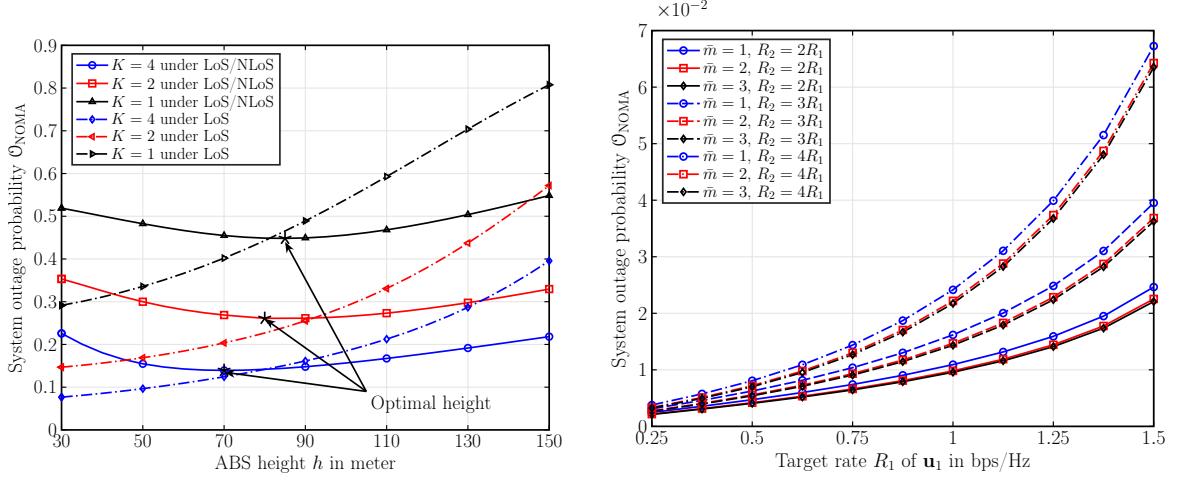 System outage probability 𝒪_NOMA
0.9
0.8
0.7
0.6
0.5
0.4
0.3
0.2
0.1
0
K = 4 under LoS/NLoS
K = 2 under LoS/NLoS
K = 1 under LoS/NLoS
K = 4 under LoS
K = 2 under LoS
K = 1 under LoS
Optimal height
30 50 70 90 110 130 150
ABS height h in meter
System outage probability 𝒪_NOMA
×10⁻²
7
6
5
4
3
2
1
0
m̄ = 1, R₂ = 2R₁
m̄ = 2, R₂ = 2R₁
m̄ = 3, R₂ = 2R₁
m̄ = 1, R₂ = 3R₁
m̄ = 2, R₂ = 3R₁
m̄ = 3, R₂ = 3R₁
m̄ = 1, R₂ = 4R₁
m̄ = 2, R₂ = 4R₁
m̄ = 3, R₂ = 4R₁
0.25 0.5 0.75 1 1.25 1.5
Target rate R₁ of u₁ in bps/Hz